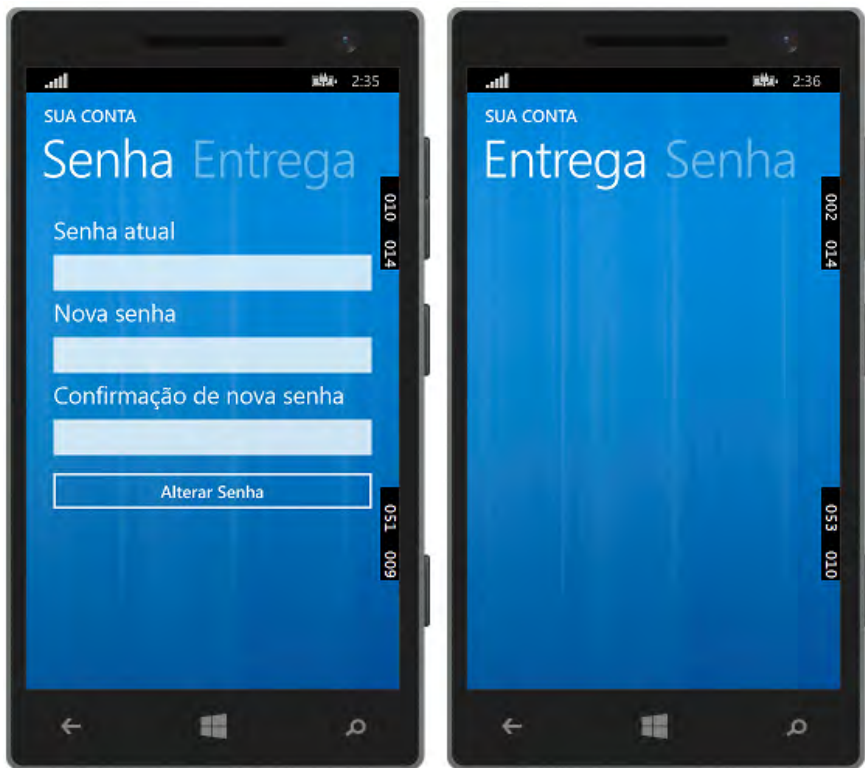 2:35
SUA CONTA
Senha Entrega
010 014
Senha atual
Nova senha
Confirmação de nova senha
Alterar Senha
051 009
2:36
SUA CONTA
Entrega Senha
002 014
053 010